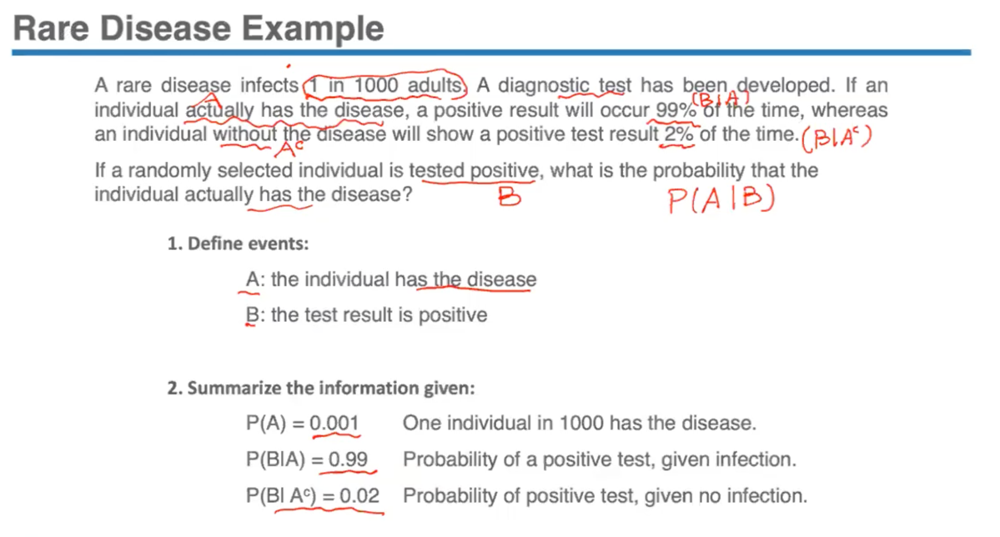 Rare Disease Example
A rare disease infects 1 in 1000 adults. A diagnostic test has been developed. If an
A
(B|A)
individual actually has the disease, a positive result will occur 99% of the time, whereas
an individual without the disease will show a positive test result 2% of the time. (B|Aᶜ)
Aᶜ
If a randomly selected individual is tested positive, what is the probability that the
individual actually has the disease?
B
P(A|B)
1. Define events:
A: the individual has the disease
B: the test result is positive
2. Summarize the information given:
P(A) = 0.001 One individual in 1000 has the disease.
P(B|A) = 0.99 Probability of a positive test, given infection.
P(B| Aᶜ) = 0.02 Probability of positive test, given no infection.